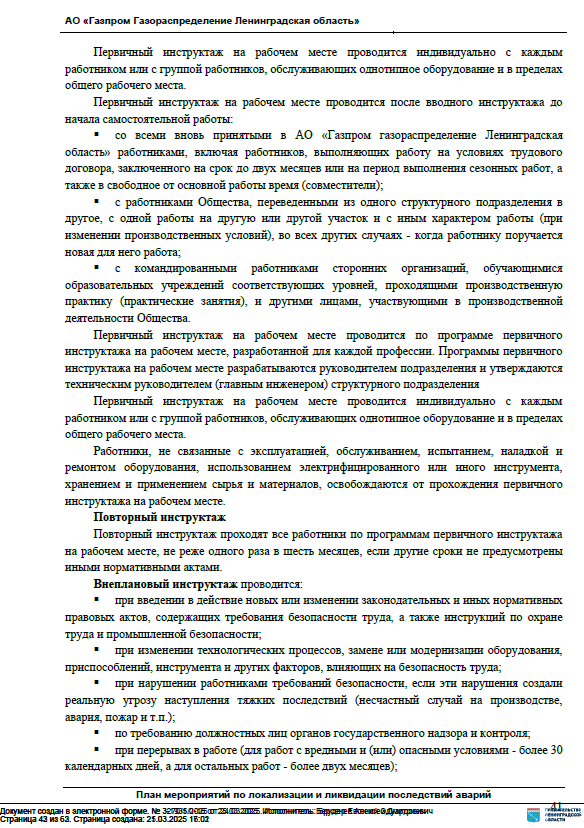 АО «Газпром Газораспределение Ленинградская область»
Первичный инструктаж на рабочем месте проводится индивидуально с каждым
работником или с группой работников, обслуживающих однотипное оборудование и в пределах
общего рабочего места.
Первичный инструктаж на рабочем месте проводится после вводного инструктажа до
начала самостоятельной работы:
▪ со всеми вновь принятыми в АО «Газпром газораспределение Ленинградская
область» работниками, включая работников, выполняющих работу на условиях трудового
договора, заключенного на срок до двух месяцев или на период выполнения сезонных работ, а
также в свободное от основной работы время (совместители);
▪ с работниками Общества, переведенными из одного структурного подразделения в
другое, с одной работы на другую или другой участок и с иным характером работы (при
изменении производственных условий), во всех других случаях - когда работнику поручается
новая для него работа;
▪ с командированными работниками сторонних организаций, обучающимися
образовательных учреждений соответствующих уровней, проходящими производственную
практику (практические занятия), и другими лицами, участвующими в производственной
деятельности Общества.
Первичный инструктаж на рабочем месте проводится по программе первичного
инструктажа на рабочем месте, разработанной для каждой профессии. Программы первичного
инструктажа на рабочем месте разрабатываются руководителем подразделения и утверждаются
техническим руководителем (главным инженером) структурного подразделения
Первичный инструктаж на рабочем месте проводится индивидуально с каждым
работником или с группой работников, обслуживающих однотипное оборудование и в пределах
общего рабочего места.
Работники, не связанные с эксплуатацией, обслуживанием, испытанием, наладкой и
ремонтом оборудования, использованием электрифицированного или иного инструмента,
хранением и применением сырья и материалов, освобождаются от прохождения первичного
инструктажа на рабочем месте.
Повторный инструктаж
Повторный инструктаж проходят все работники по программам первичного инструктажа
на рабочем месте, не реже одного раза в шесть месяцев, если другие сроки не предусмотрены
иными нормативными актами.
Внеплановый инструктаж проводится:
▪ при введении в действие новых или изменении законодательных и иных нормативных
правовых актов, содержащих требования безопасности труда, а также инструкций по охране
труда и промышленной безопасности;
▪ при изменении технологических процессов, замене или модернизации оборудования,
приспособлений, инструмента и других факторов, влияющих на безопасность труда;
▪ при нарушении работниками требований безопасности, если эти нарушения создали
реальную угрозу наступления тяжких последствий (несчастный случай на производстве,
авария, пожар и т.п.);
▪ по требованию должностных лиц органов государственного надзора и контроля;
▪ при перерывах в работе (для работ с вредными и (или) опасными условиями - более 30
календарных дней, а для остальных работ - более двух месяцев);
План мероприятий по локализации и ликвидации последствий аварий
41
Документ создан в электронной форме. № Исполнитель:
Страница 43 из 53. Страница создана:
ЛЕНИНГРАДСКОЙ
ОБЛАСТИ